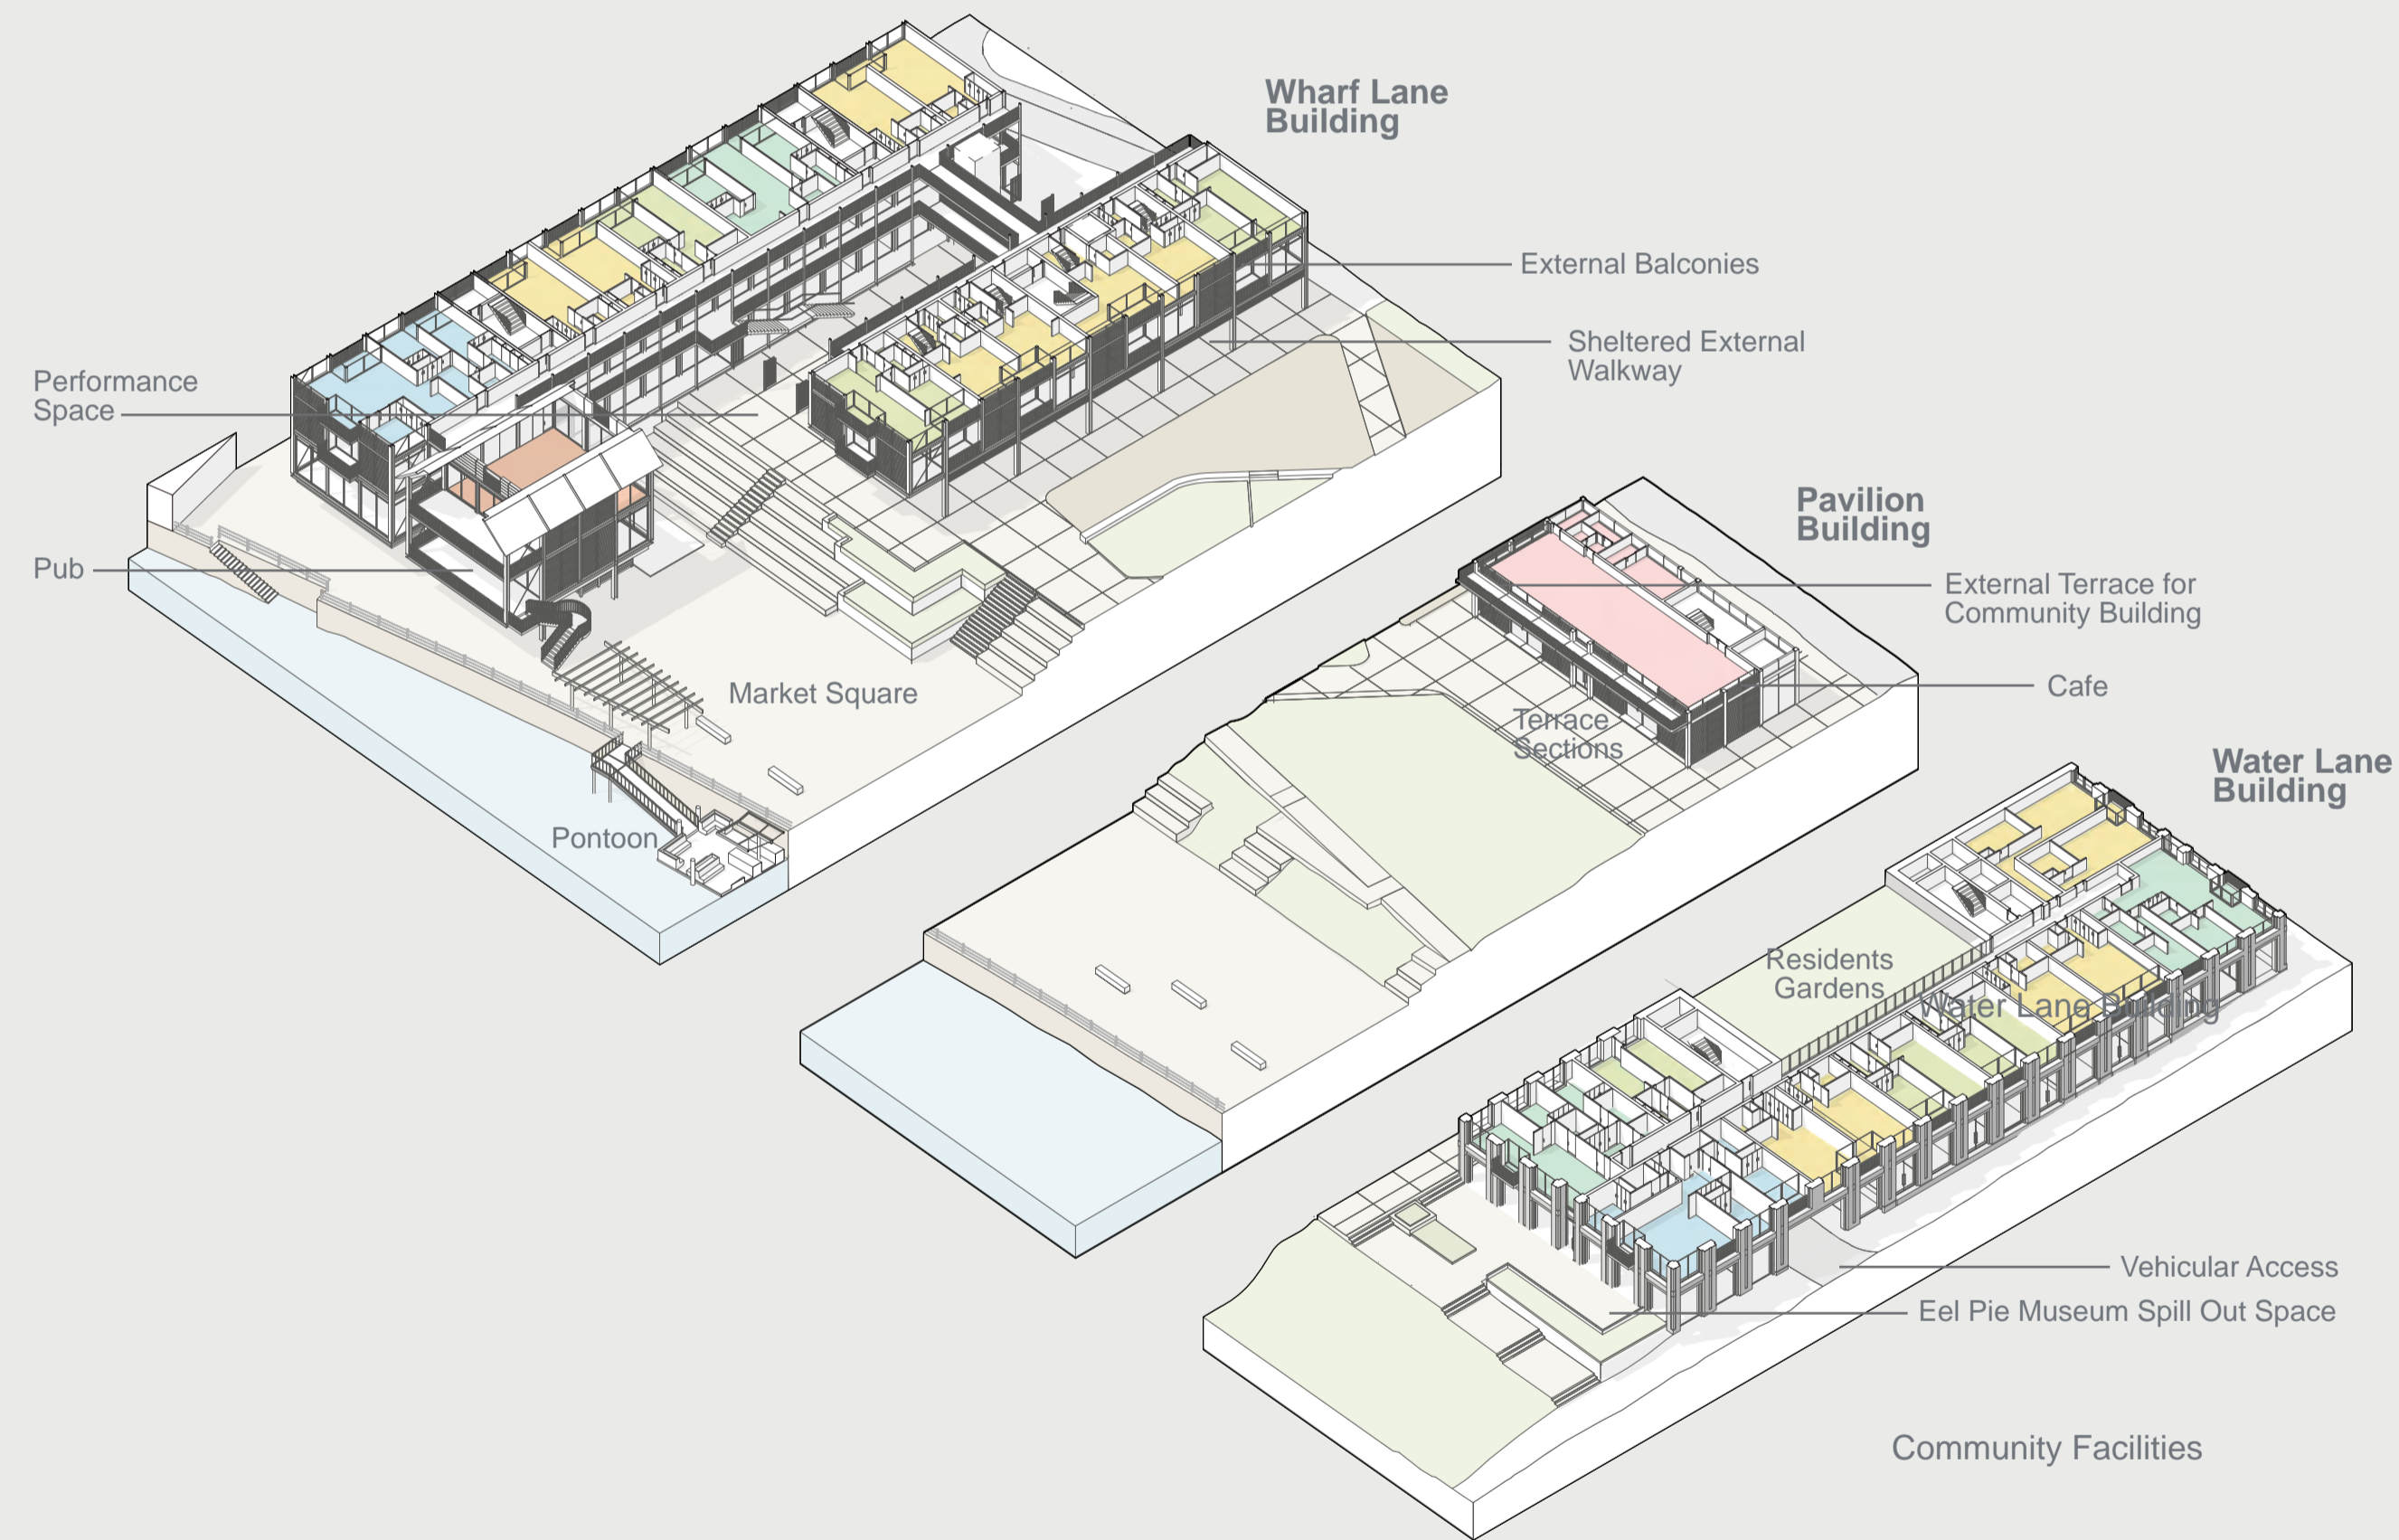 Wharf Lane
Building
External Balconies
Sheltered External
Walkway
Performance
Space
Pub
Market Square
Pontoon
Pavilion
Building
External Terrace for
Community Building
Cafe
Terrace
Sections
Water Lane
Building
Residents
Gardens
Water Lane Building
Vehicular Access
Eel Pie Museum Spill Out Space
Community Facilities